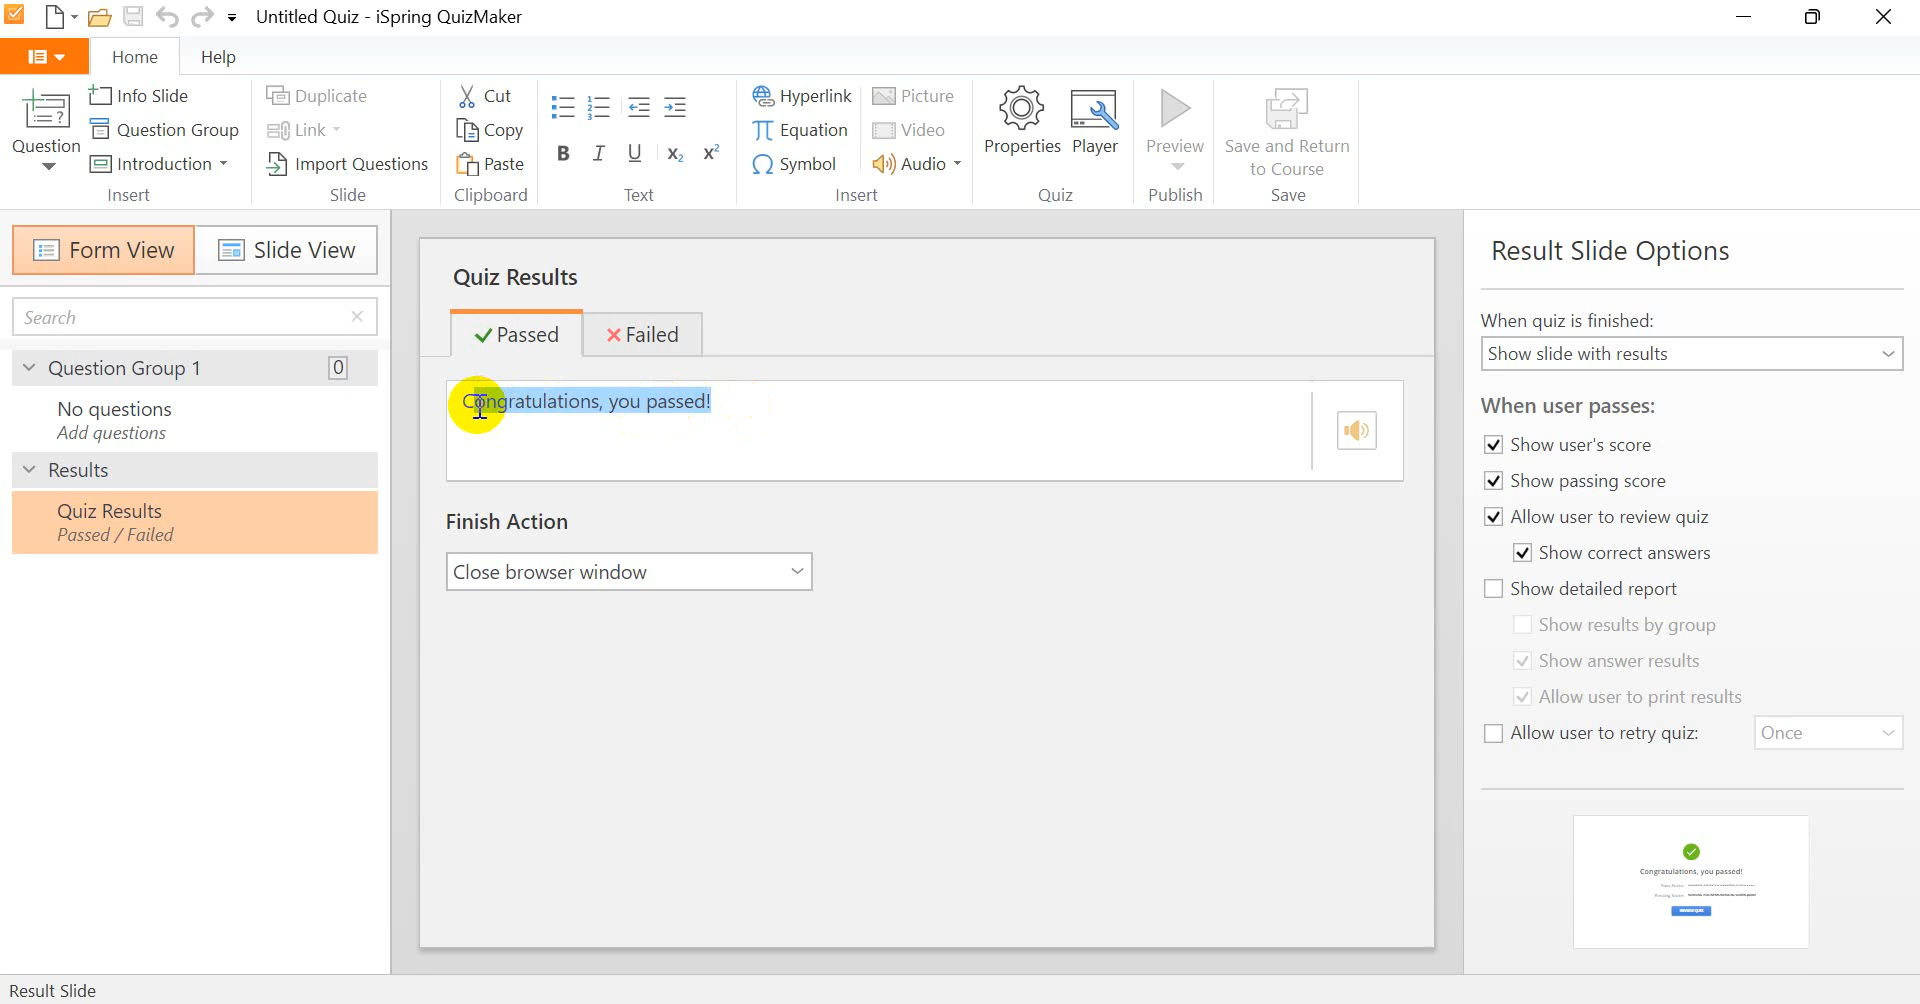 Untitled Quiz - iSpring QuizMaker
Home
Help
Question
Info Slide
Question Group
Introduction
Insert
Duplicate
Link
Import Questions
Slide
Cut
Copy
Paste
Clipboard
B I U X₂ X²
Text
Hyperlink
Equation
Symbol
Picture
Video
Audio
Insert
Properties
Player
Quiz
Preview
Publish
Save and Return
to Course
Save
Form View
Slide View
Search
Question Group 1
0
No questions
Add questions
Results
Quiz Results
Passed / Failed
Quiz Results
Passed
Failed
Congratulations, you passed!
Finish Action
Close browser window
Result Slide Options
When quiz is finished:
Show slide with results
When user passes:
Show user's score
Show passing score
Allow user to review quiz
Show correct answers
Show detailed report
Show results by group
Show answer results
Allow user to print results
Allow user to retry quiz:
Once
Congratulations, you passed!
REVIEW QUIZ
Result Slide